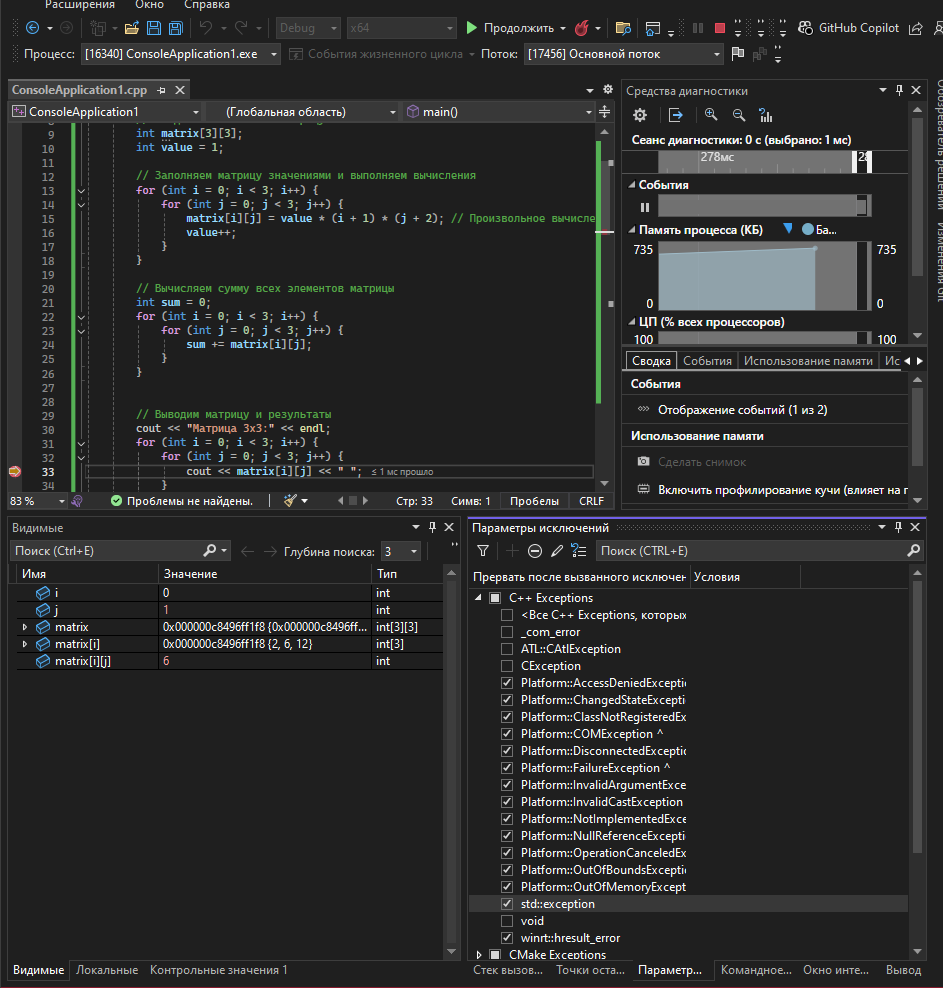 Расширения Окно Справка
Debug x64 Продолжить GitHub Copilot
Процесс: [16340] ConsoleApplication1.exe События жизненного цикла Поток: [17456] Основной поток
ConsoleApplication1.cpp
ConsoleApplication1 (Глобальная область) main()
9 int matrix[3][3];
10 int value = 1;
11
12 // Заполняем матрицу значениями и выполняем вычисления
13 for (int i = 0; i < 3; i++) {
14 for (int j = 0; j < 3; j++) {
15 matrix[i][j] = value * (i + 1) * (j + 2); // Произвольное вычисле
16 value++;
17 }
18 }
19
20 // Вычисляем сумму всех элементов матрицы
21 int sum = 0;
22 for (int i = 0; i < 3; i++) {
23 for (int j = 0; j < 3; j++) {
24 sum += matrix[i][j];
25 }
26 }
27
28
29 // Выводим матрицу и результаты
30 cout << "Матрица 3x3:" << endl;
31 for (int i = 0; i < 3; i++) {
32 for (int j = 0; j < 3; j++) {
33 cout << matrix[i][j] << " "; ≤ 1 мс прошло
34 }
83 % Проблемы не найдены. Стр: 33 Симв: 1 Пробелы CRLF
Средства диагностики
Сеанс диагностики: 0 с (выбрано: 1 мс)
278мс 28
События
Память процесса (КБ) Ба...
735 735
0 0
ЦП (% всех процессоров)
100 100
Сводка События Использование памяти Ис
События
Отображение событий (1 из 2)
Использование памяти
Сделать снимок
Включить профилирование кучи (влияет на п
Обозреватель решений
Изменения Git
Видимые
Поиск (Ctrl+E) Глубина поиска: 3
Имя Значение Тип
i 0 int
j 1 int
matrix 0x000000c8496ff1f8 {0x000000c8496ff... int[3][3]
matrix[i] 0x000000c8496ff1f8 {2, 6, 12} int[3]
matrix[i][j] 6 int
Видимые Локальные Контрольные значения 1
Параметры исключений
Поиск (CTRL+E)
Прервать после вызванного исключен Условия
C++ Exceptions
<Все C++ Exceptions, которых
_com_error
ATL::CAtlException
CException
Platform::AccessDeniedExceptio
Platform::ChangedStateExceptio
Platform::ClassNotRegisteredEx
Platform::COMException ^
Platform::DisconnectedExceptio
Platform::FailureException ^
Platform::InvalidArgumentExce
Platform::InvalidCastException
Platform::NotImplementedExce
Platform::NullReferenceExcepti
Platform::OperationCanceledEx
Platform::OutOfBoundsExceptio
Platform::OutOfMemoryExcept
std::exception
void
winrt::hresult_error
CMake Exceptions
Стек вызов... Точки оста... Параметр... Командное... Окно инте... Вывод